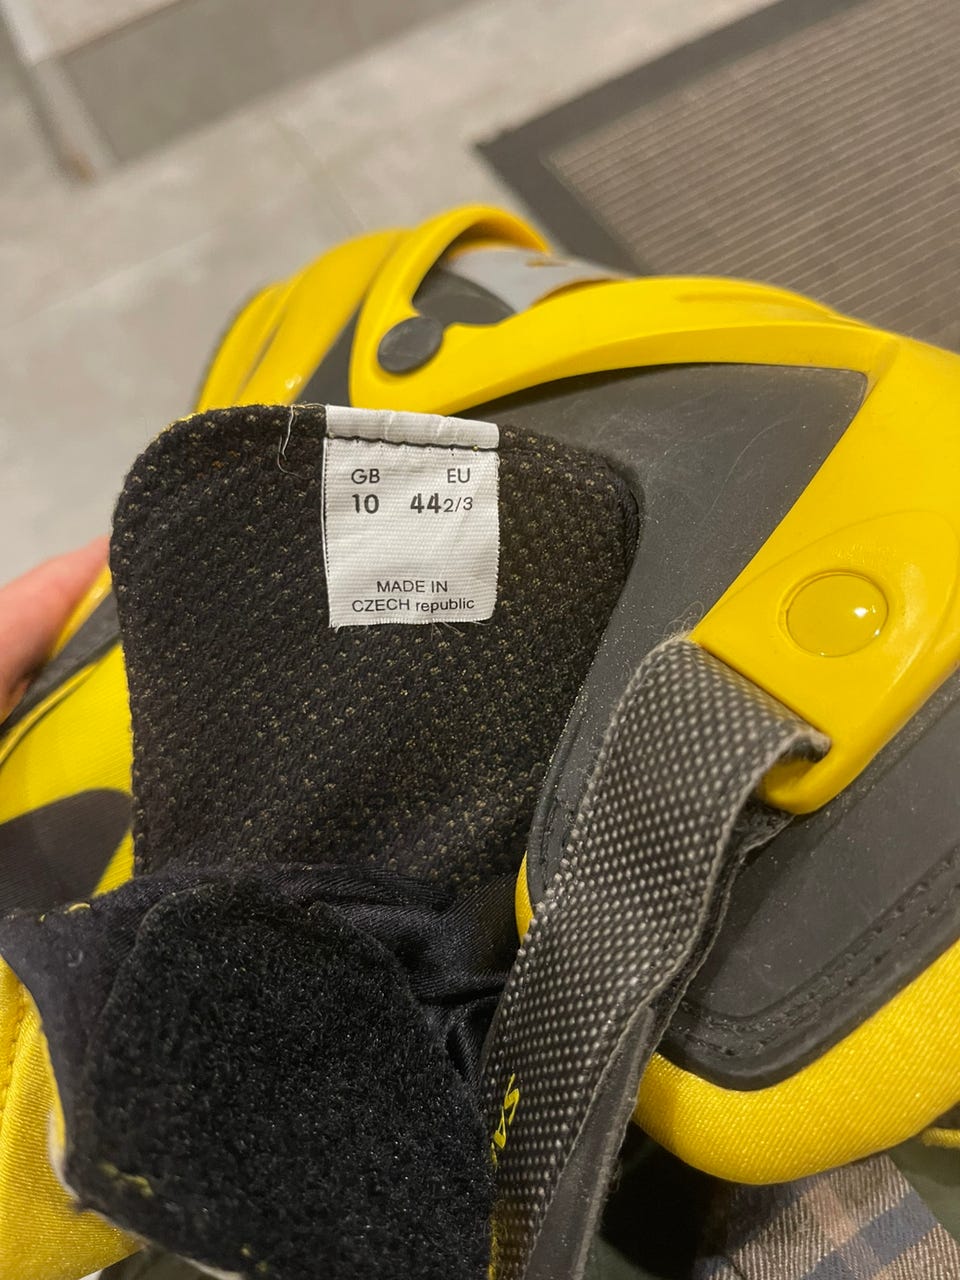 GB EU
10 44 2/3
MADE IN
CZECH republic